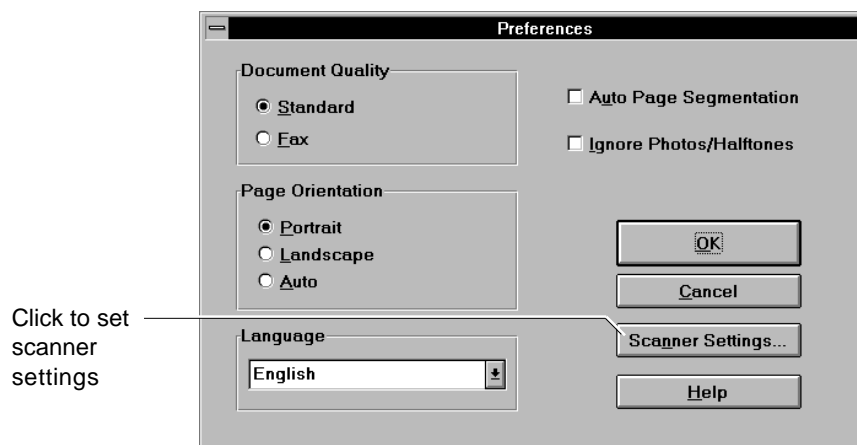 Preferences
Document Quality
Standard
Fax
Auto Page Segmentation
Ignore Photos/Halftones
Page Orientation
Portrait
Landscape
Auto
OK
Cancel
Click to set
scanner
settings
Scanner Settings...
Language
English
Help